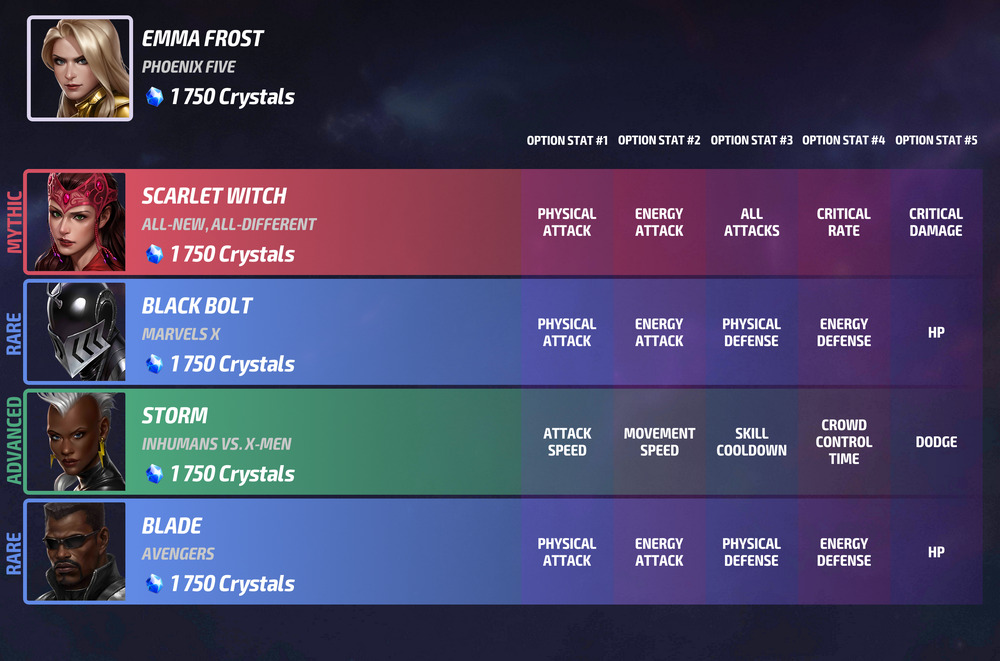 EMMA FROST
PHOENIX FIVE
1 750 Crystals
OPTION STAT #1 OPTION STAT #2 OPTION STAT #3 OPTION STAT #4 OPTION STAT #5
MYTHIC
SCARLET WITCH
ALL-NEW, ALL-DIFFERENT
1 750 Crystals
PHYSICAL
ATTACK
ENERGY
ATTACK
ALL
ATTACKS
CRITICAL
RATE
CRITICAL
DAMAGE
RARE
BLACK BOLT
MARVELS X
1 750 Crystals
PHYSICAL
ATTACK
ENERGY
ATTACK
PHYSICAL
DEFENSE
ENERGY
DEFENSE
HP
ADVANCED
STORM
INHUMANS VS. X-MEN
1 750 Crystals
ATTACK
SPEED
MOVEMENT
SPEED
SKILL
COOLDOWN
CROWD
CONTROL
TIME
DODGE
RARE
BLADE
AVENGERS
1 750 Crystals
PHYSICAL
ATTACK
ENERGY
ATTACK
PHYSICAL
DEFENSE
ENERGY
DEFENSE
HP